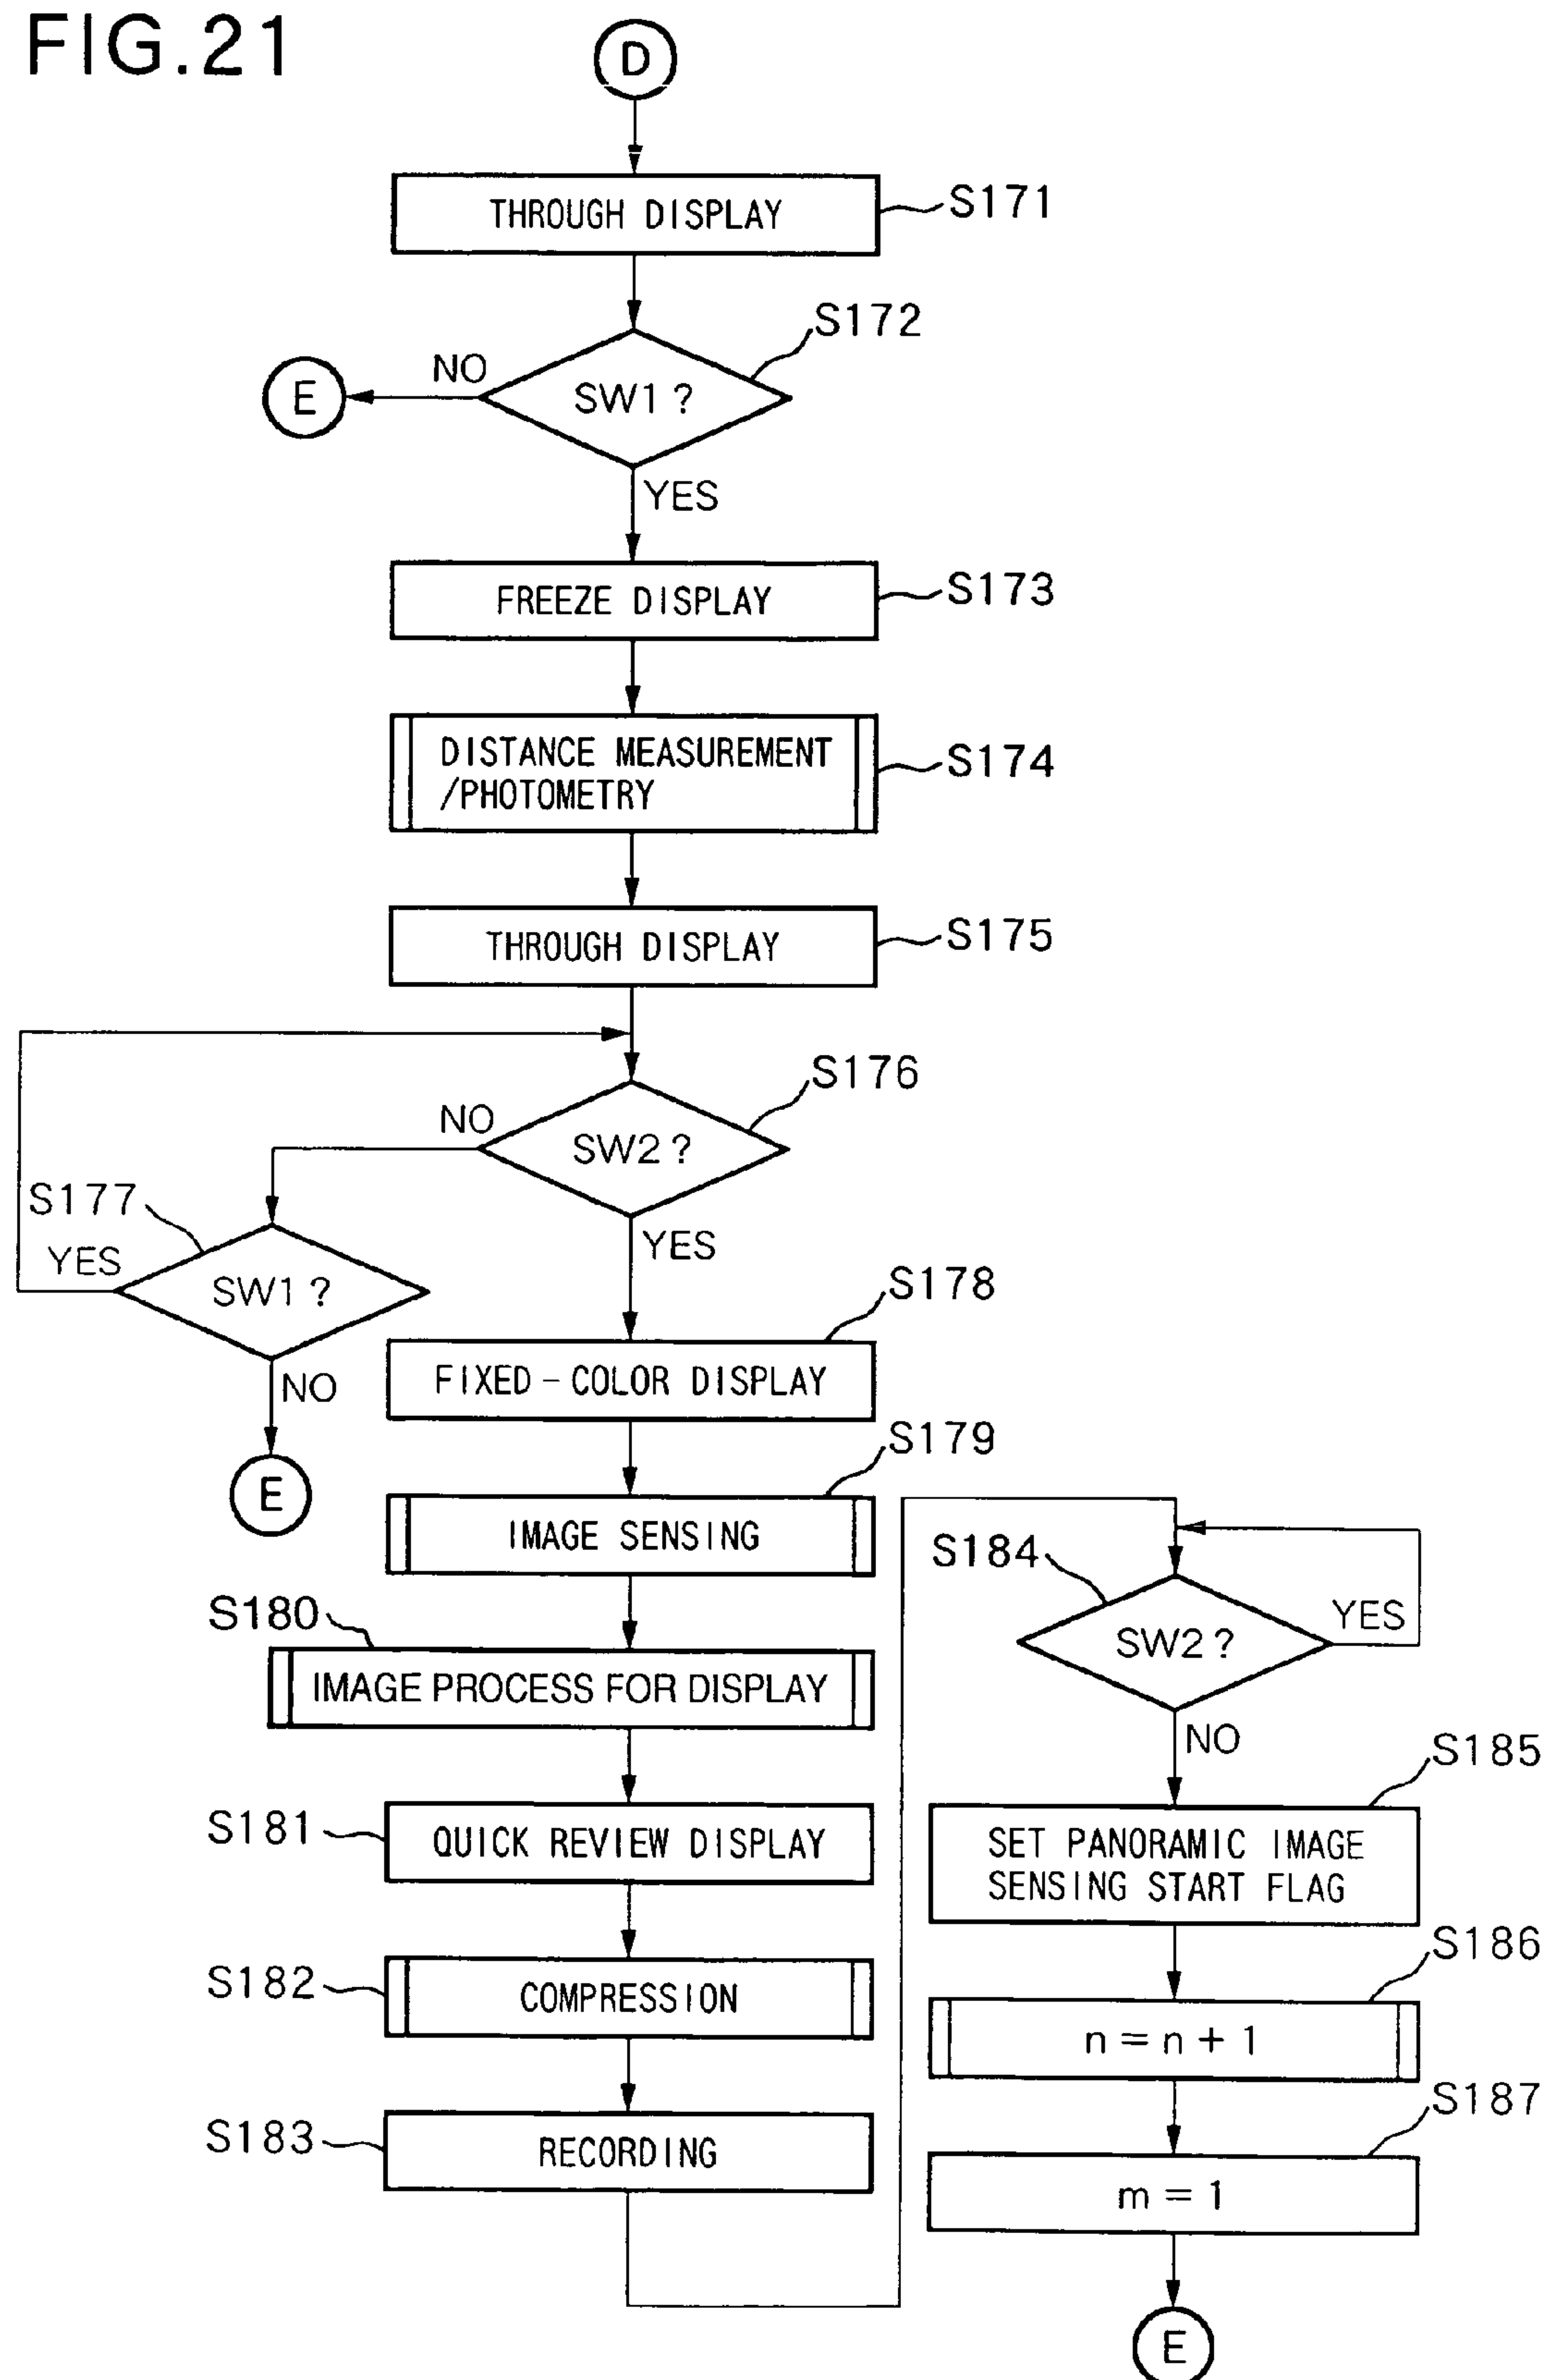 FIG.21
D
THROUGH DISPLAY
S171
S172
NO
SW1?
E
YES
FREEZE DISPLAY
S173
DISTANCE MEASUREMENT
/PHOTOMETRY
S174
THROUGH DISPLAY
S175
S176
NO
SW2?
S177
YES
YES
SW1?
NO
E
S178
FIXED-COLOR DISPLAY
S179
IMAGE SENSING
S180
IMAGE PROCESS FOR DISPLAY
S181
QUICK REVIEW DISPLAY
S182
COMPRESSION
S183
RECORDING
S184
SW2?
YES
NO
S185
SET PANORAMIC IMAGE
SENSING START FLAG
S186
n = n + 1
S187
m = 1
E